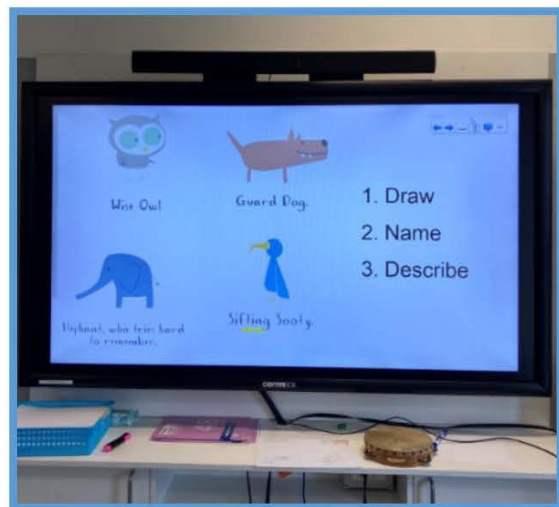 Wise Owl
Guard Dog.
Elephant, who tries hard
to remember.
Sifting Sooty.
1. Draw
2. Name
3. Describe